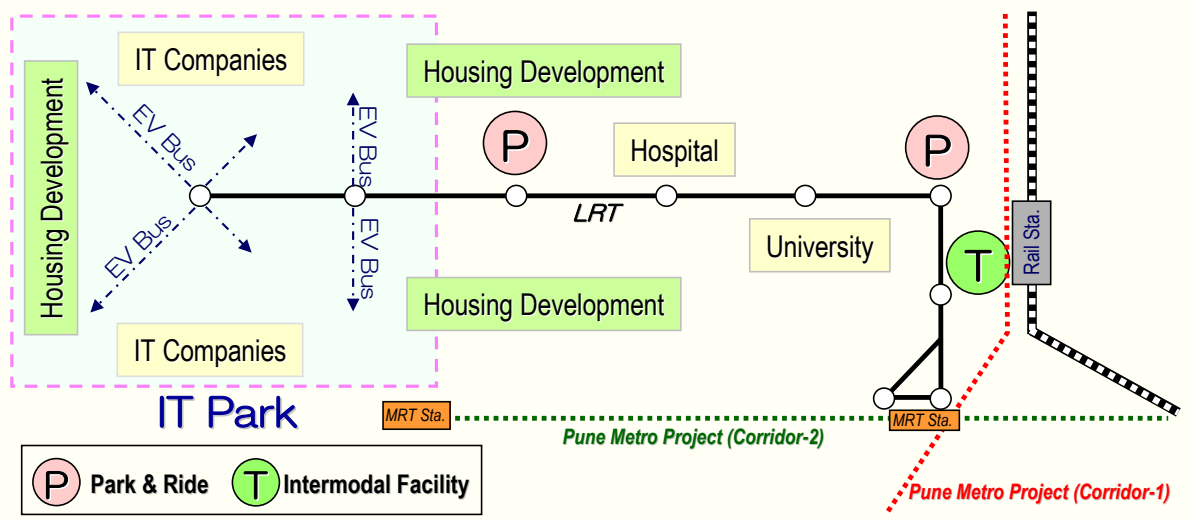 IT Companies
Housing Development
Housing Development
EV Bus
EV Bus
P
P
Hospital
LRT
University
EV Bus
EV Bus
T
Rail Sta.
Housing Development
IT Companies
IT Park
MRT Sta.
MRT Sta.
Pune Metro Project (Corridor-2)
P Park & Ride
T Intermodal Facility
Pune Metro Project (Corridor-1)